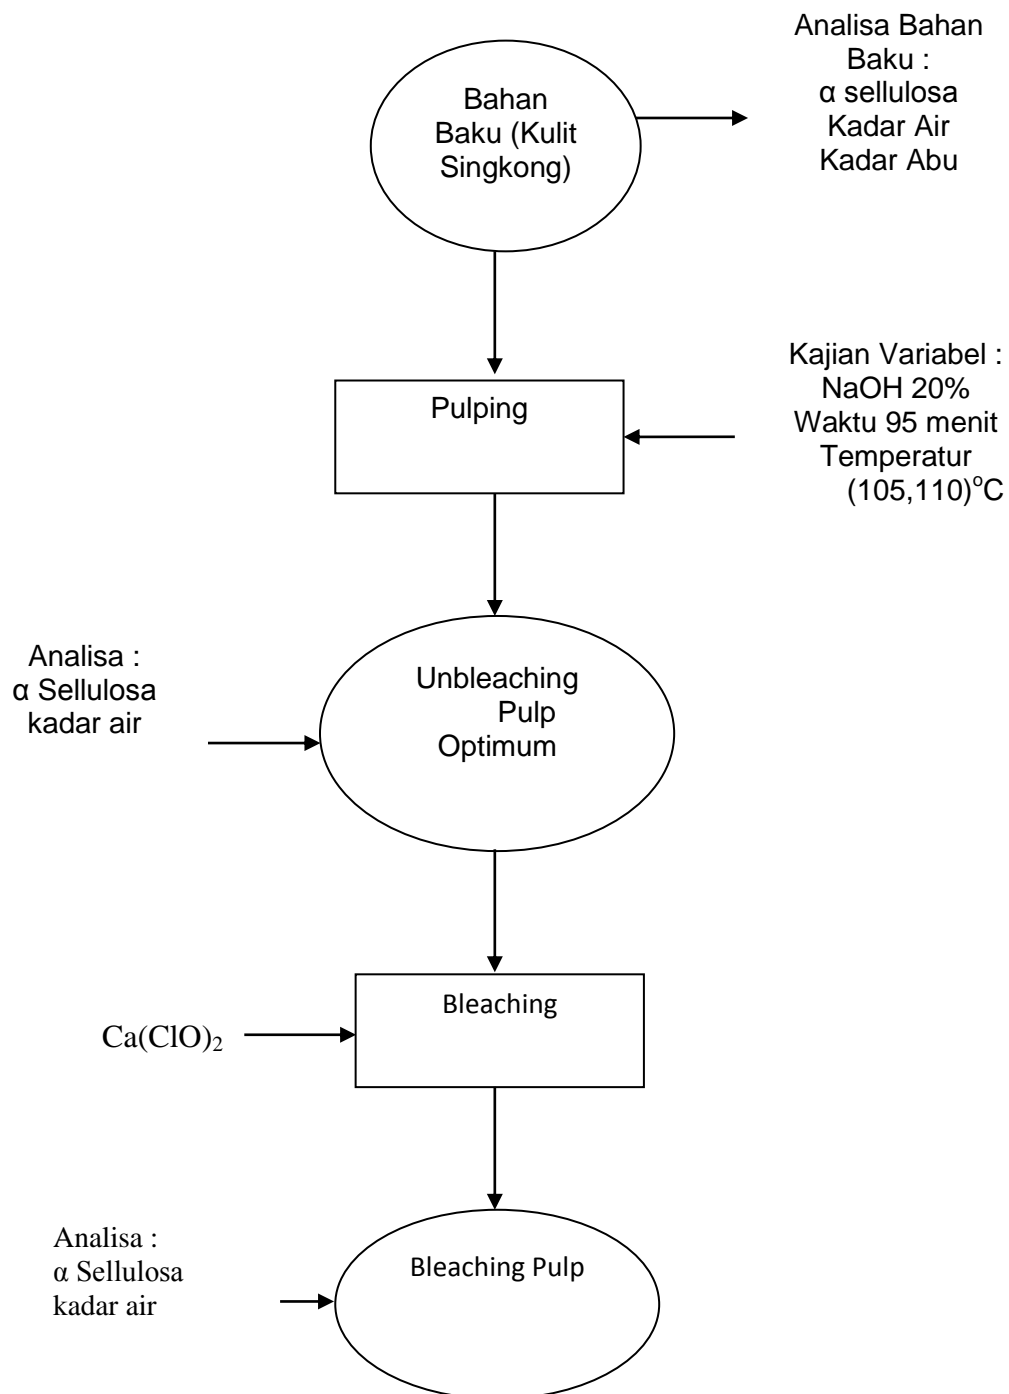 Analisa Bahan
Baku :
α sellulosa
Kadar Air
Kadar Abu
Bahan
Baku (Kulit
Singkong)
Kajian Variabel :
NaOH 20%
Waktu 95 menit
Temperatur
(105,110)°C
Pulping
Analisa :
α Sellulosa
kadar air
Unbleaching
Pulp
Optimum
Bleaching
Ca(ClO)₂
Analisa :
α Sellulosa
kadar air
Bleaching Pulp